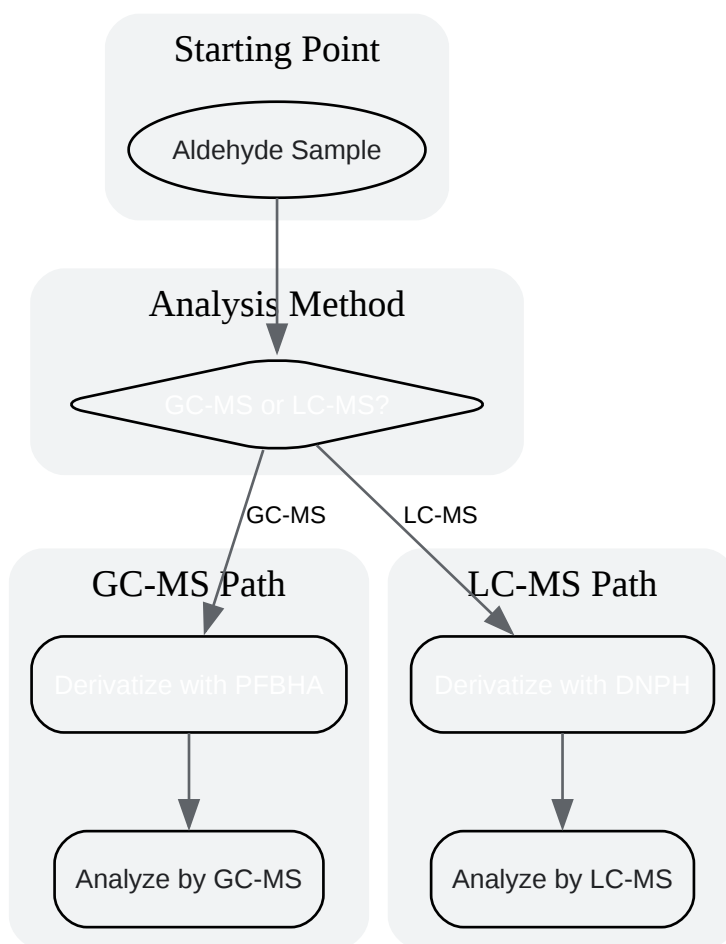 Starting Point
Aldehyde Sample
Analysis Method
GC-MS or LC-MS?
GC-MS
LC-MS
GC-MS Path
LC-MS Path
Derivatize with PFBHA
Derivatize with DNPH
Analyze by GC-MS
Analyze by LC-MS